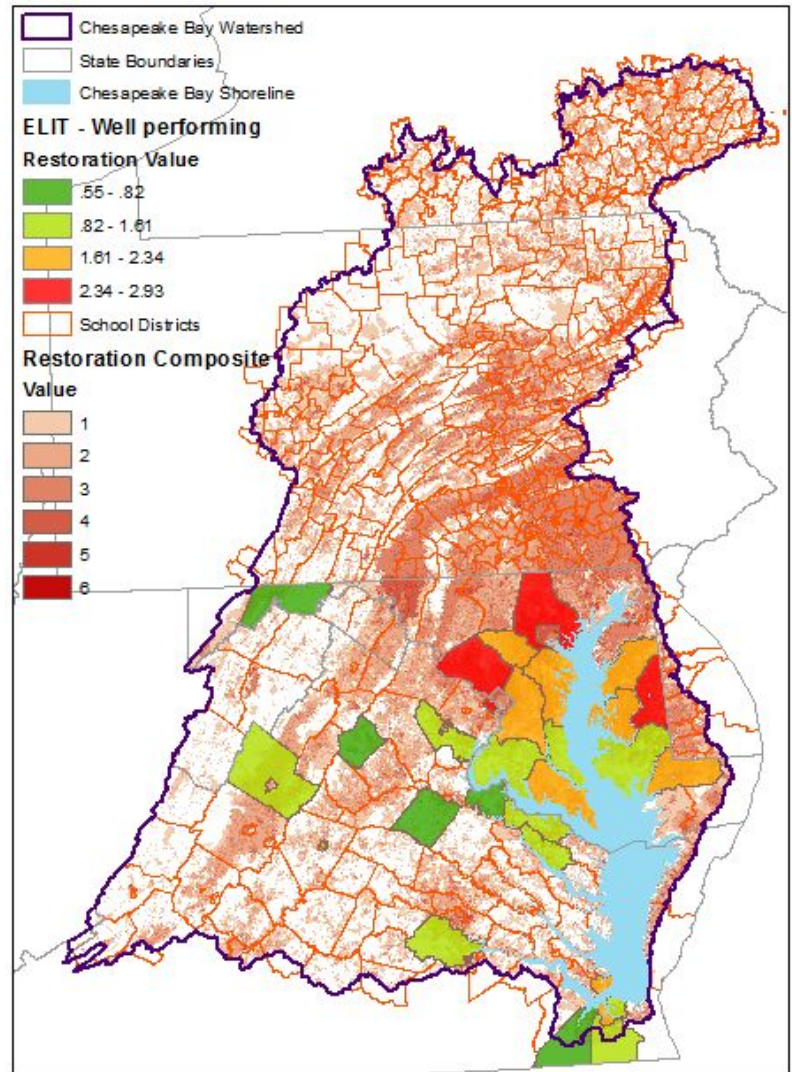 Chesapeake Bay Watershed
State Boundaries
Chesapeake Bay Shoreline
ELIT - Well performing
Restoration Value
.55 - .82
.82 - 1.61
1.61 - 2.34
2.34 - 2.93
School Districts
Restoration Composite
Value
1
2
3
4
5
6